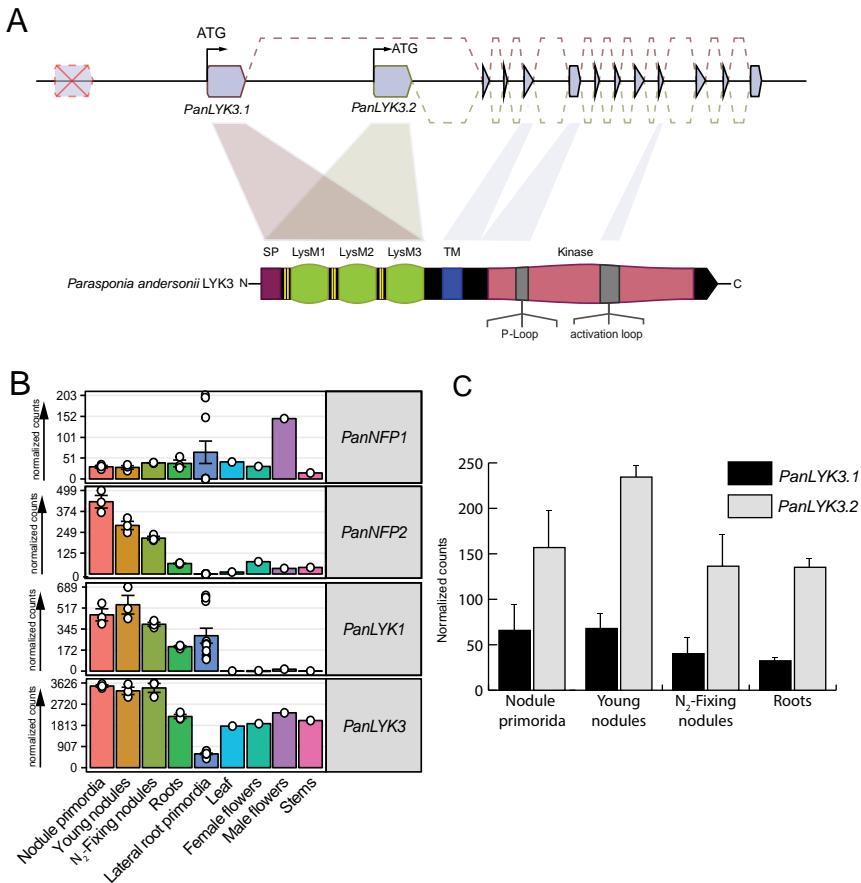 A
ATG
ATG
PanLYK3.1
PanLYK3.2
SP LysM1 LysM2 LysM3 TM Kinase
Parasponia andersonii LYK3 N C
P-Loop activation loop
B
normalized counts
203
152
101
51
0
PanNFP1
normalized counts
499
374
249
125
0
PanNFP2
normalized counts
689
517
345
172
0
PanLYK1
normalized counts
3626
2720
1813
907
0
PanLYK3
Nodule primordia
Young nodules
N2-Fixing nodules
Roots
Lateral root primordia
Leaf
Female flowers
Male flowers
Stems
C
Normalized counts
250
200
150
100
50
0
PanLYK3.1
PanLYK3.2
Nodule primorida
Young nodules
N2-Fixing nodules
Roots